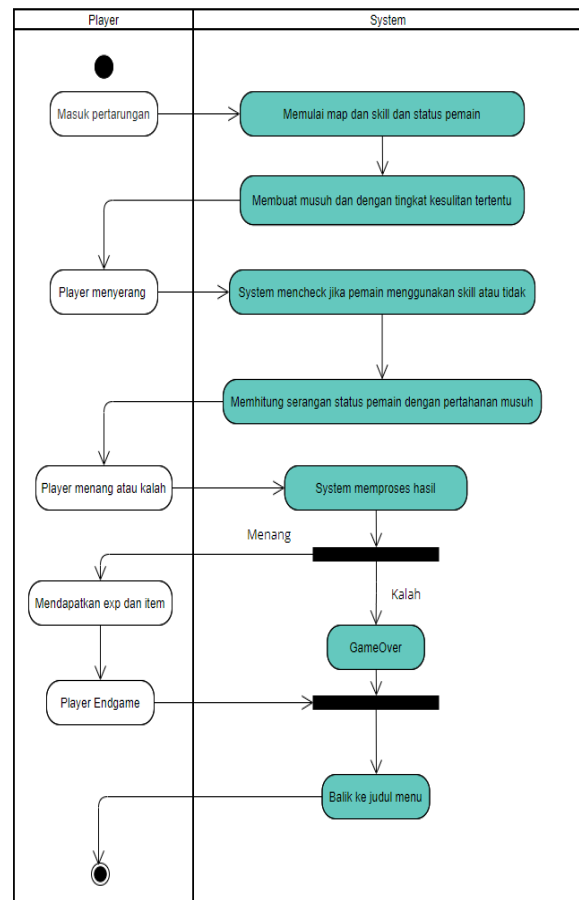 Player
System
Masuk pertarungan
Memulai map dan skill dan status pemain
Membuat musuh dan dengan tingkat kesulitan tertentu
Player menyerang
System mencheck jika pemain menggunakan skill atau tidak
Memhitung serangan status pemain dengan pertahanan musuh
Player menang atau kalah
System memproses hasil
Menang
Kalah
Mendapatkan exp dan item
GameOver
Player Endgame
Balik ke judul menu